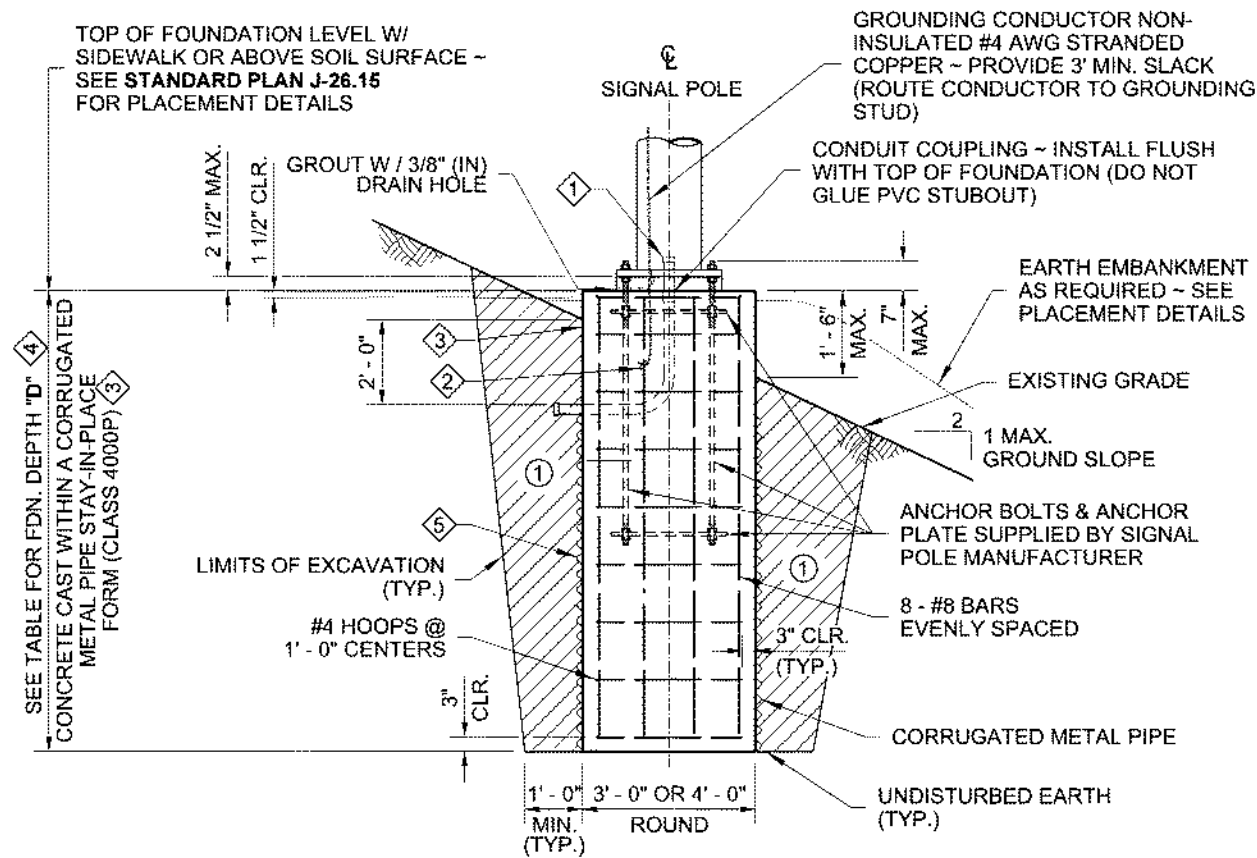 TOP OF FOUNDATION LEVEL W/
SIDEWALK OR ABOVE SOIL SURFACE ~
SEE STANDARD PLAN J-26.15
FOR PLACEMENT DETAILS
℄
SIGNAL POLE
GROUNDING CONDUCTOR NON-
INSULATED #4 AWG STRANDED
COPPER ~ PROVIDE 3' MIN. SLACK
(ROUTE CONDUCTOR TO GROUNDING
STUD)
GROUT W / 3/8" (IN)
DRAIN HOLE
1
CONDUIT COUPLING ~ INSTALL FLUSH
WITH TOP OF FOUNDATION (DO NOT
GLUE PVC STUBOUT)
2 1/2" MAX.
1 1/2" CLR.
EARTH EMBANKMENT
AS REQUIRED ~ SEE
PLACEMENT DETAILS
1' - 6"
MAX.
7"
MAX.
3
2
2' - 0"
SEE TABLE FOR FDN. DEPTH "D" 4
CONCRETE CAST WITHIN A CORRUGATED
METAL PIPE STAY-IN-PLACE
FORM (CLASS 4000P) 3
EXISTING GRADE
2
1 MAX.
GROUND SLOPE
1
5
ANCHOR BOLTS & ANCHOR
PLATE SUPPLIED BY SIGNAL
POLE MANUFACTURER
LIMITS OF EXCAVATION
(TYP.)
1
8 - #8 BARS
EVENLY SPACED
#4 HOOPS @
1' - 0" CENTERS
3" CLR.
(TYP.)
3"
CLR.
CORRUGATED METAL PIPE
1' - 0"
MIN.
(TYP.)
3' - 0" OR 4' - 0"
ROUND
UNDISTURBED EARTH
(TYP.)